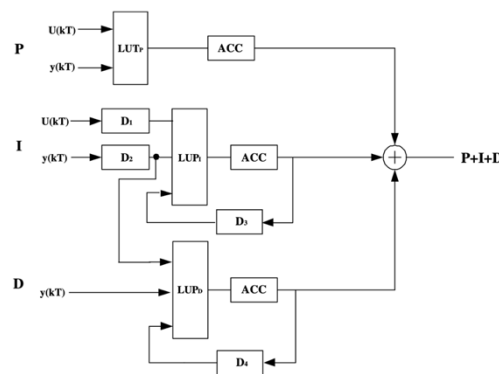 U(kT)
P
LUTP
ACC
y(kT)
U(kT)
D1
I
y(kT)
D2
LUPI
ACC
P+I+D
D3
D
y(kT)
LUPD
ACC
D4